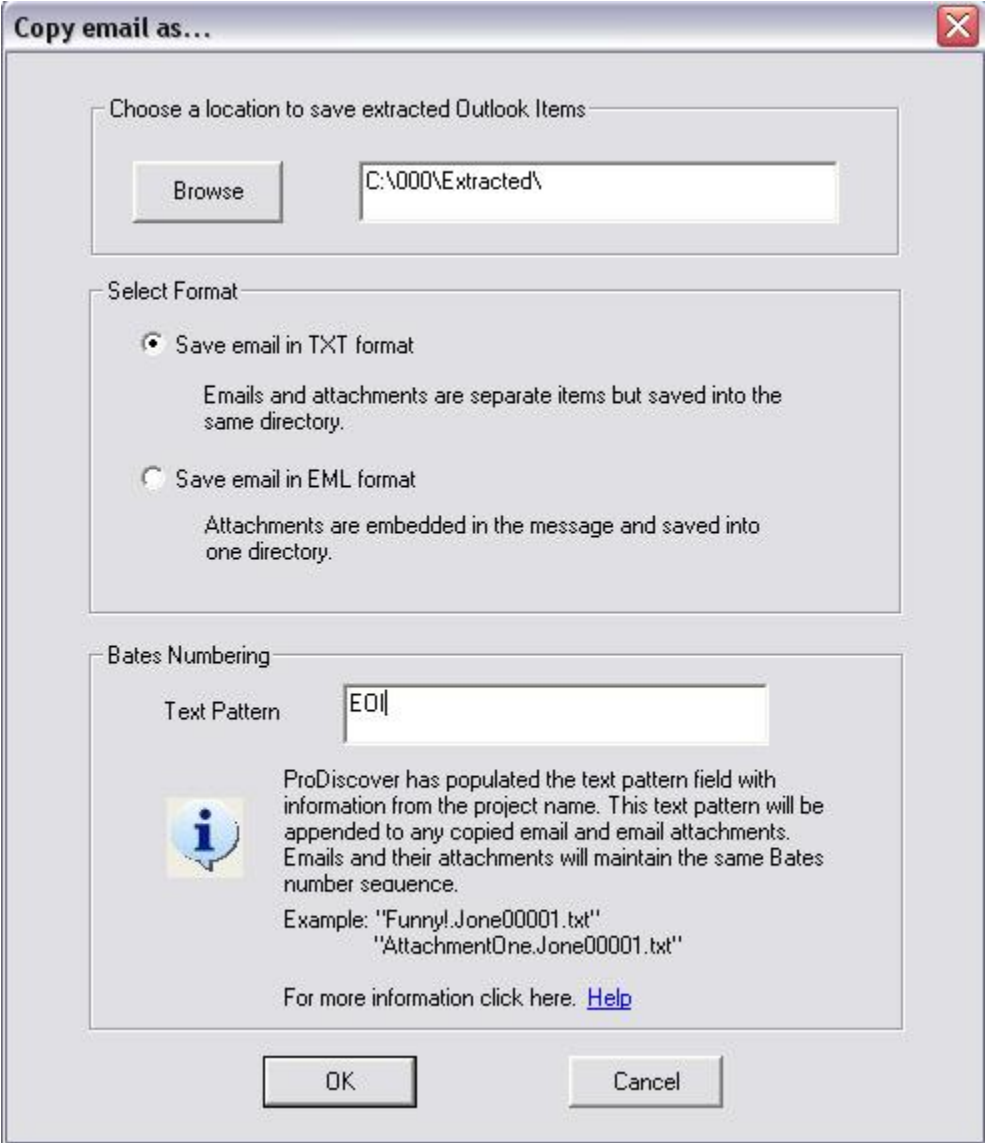 Copy email as...
Choose a location to save extracted Outlook Items
Browse
C:\000\Extracted\
Select Format
Save email in TXT format
Emails and attachments are separate items but saved into the
same directory.
Save email in EML format
Attachments are embedded in the message and saved into
one directory.
Bates Numbering
Text Pattern
EOI
ProDiscover has populated the text pattern field with
information from the project name. This text pattern will be
appended to any copied email and email attachments.
Emails and their attachments will maintain the same Bates
number sequence.
Example: "Funny!.Jone00001.txt"
"AttachmentOne.Jone00001.txt"
For more information click here. Help
OK
Cancel